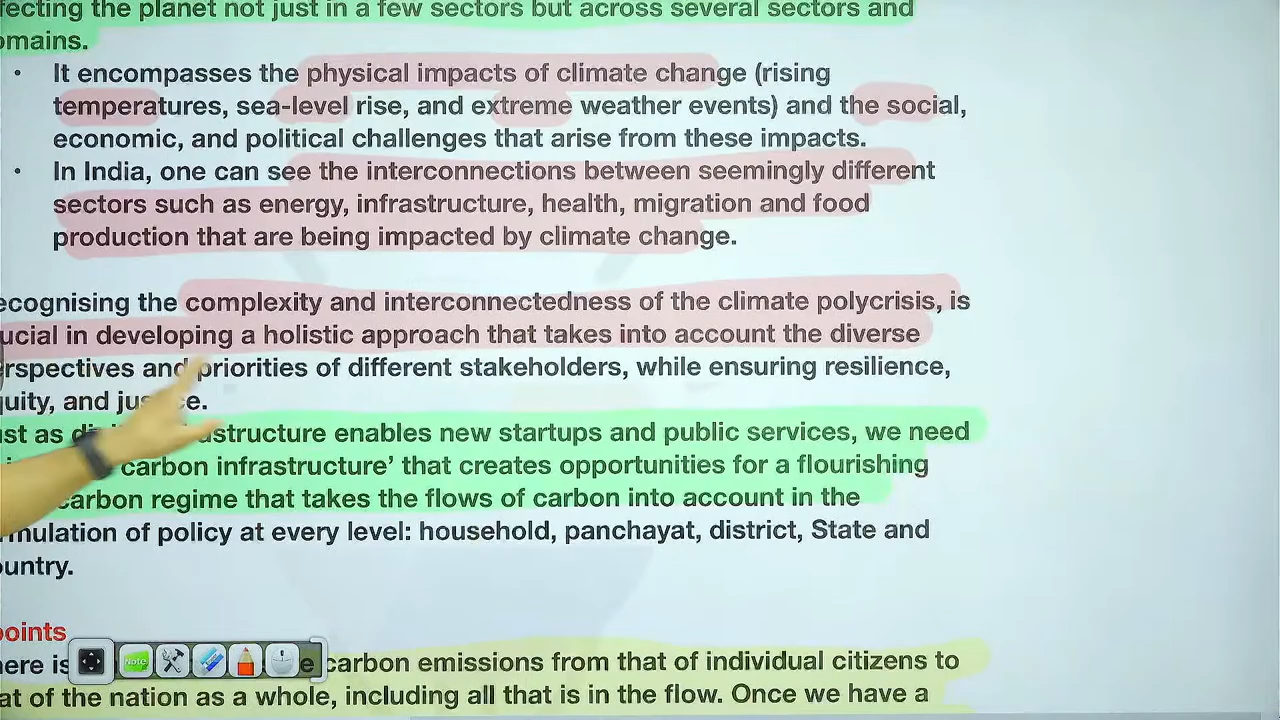 ecting the planet not just in a few sectors but across several sectors and
omains.
• It encompasses the physical impacts of climate change (rising
temperatures, sea-level rise, and extreme weather events) and the social,
economic, and political challenges that arise from these impacts.
• In India, one can see the interconnections between seemingly different
sectors such as energy, infrastructure, health, migration and food
production that are being impacted by climate change.
ecognising the complexity and interconnectedness of the climate polycrisis, is
ucial in developing a holistic approach that takes into account the diverse
rspectives and priorities of different stakeholders, while ensuring resilience,
quity, and justice.
ust as astructure enables new startups and public services, we need
carbon infrastructure’ that creates opportunities for a flourishing
carbon regime that takes the flows of carbon into account in the
mulation of policy at every level: household, panchayat, district, State and
ountry.
points
here is e carbon emissions from that of individual citizens to
Note
at of the nation as a whole, including all that is in the flow. Once we have a